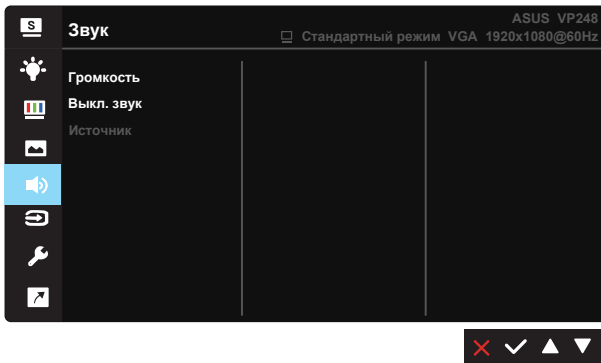 S
Звук
ASUS VP248
Стандартный режим VGA 1920x1080@60Hz
Громкость
Выкл. звук
Источник